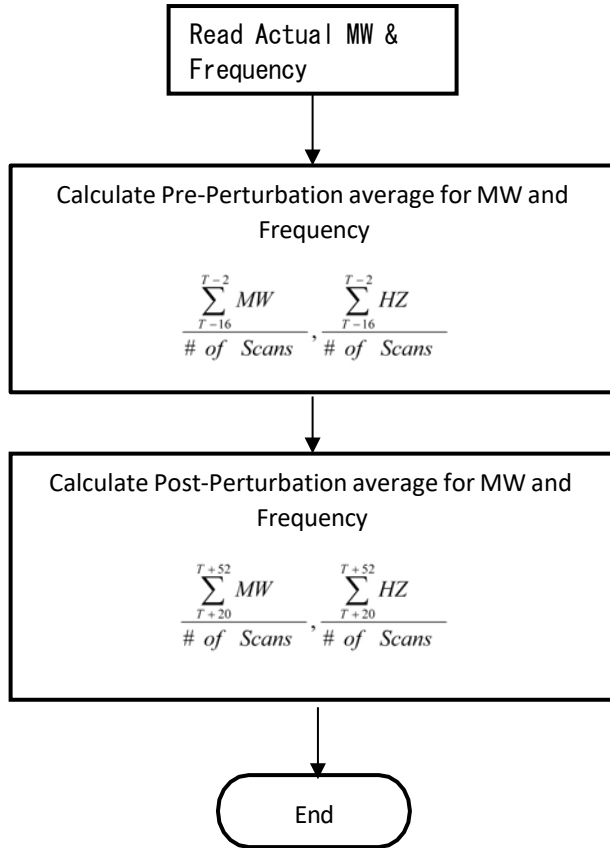 Read Actual MW &
Frequency
Calculate Pre-Perturbation average for MW and
Frequency
T−2 T−2
∑ MW ∑ HZ
T−16 T−16
# of Scans , # of Scans
Calculate Post-Perturbation average for MW and
Frequency
T+52 T+52
∑ MW ∑ HZ
T+20 T+20
# of Scans , # of Scans
End